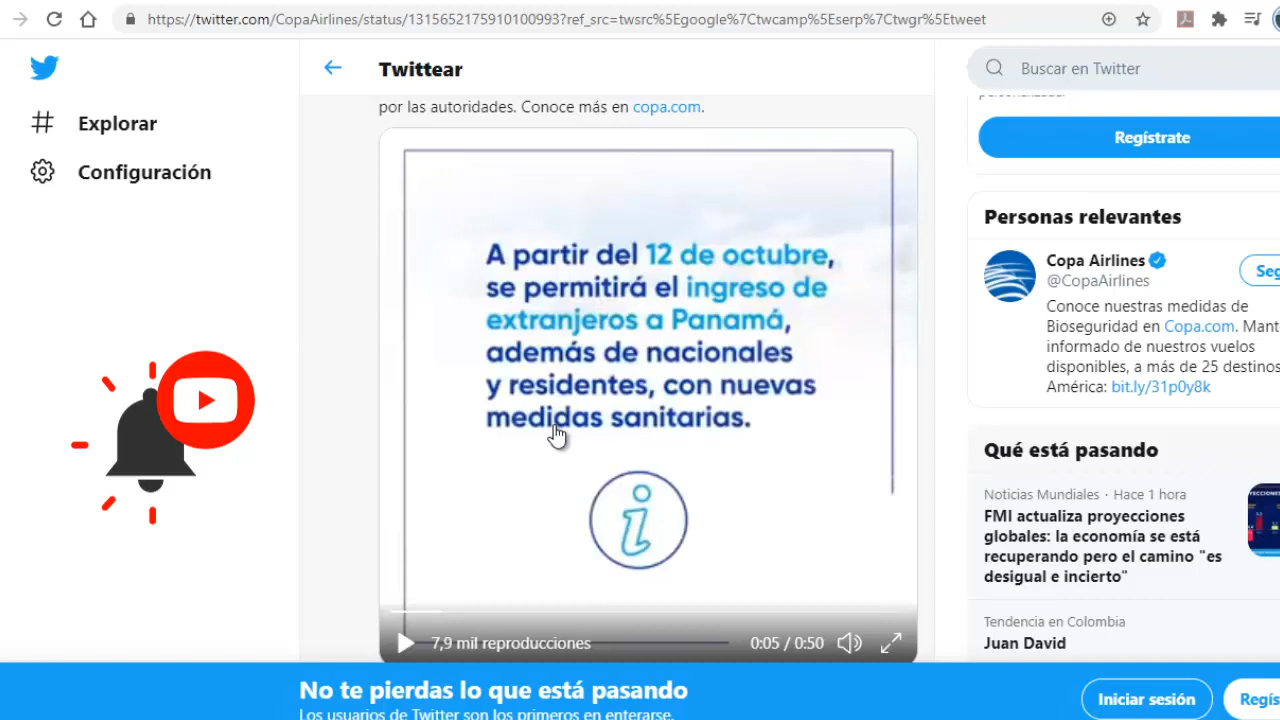 https://twitter.com/CopaAirlines/status/1315652175910100993?ref_src=twsrc%5Egoogle%7Ctwcamp%5Eserp%7Ctwgr%5Etweet
Explorar
Configuración
Twittear
por las autoridades. Conoce más en copa.com.
A partir del 12 de octubre,
se permitirá el ingreso de
extranjeros a Panamá,
además de nacionales
y residentes, con nuevas
medidas sanitarias.
i
7,9 mil reproducciones
0:05 / 0:50
Buscar en Twitter
Regístrate
Personas relevantes
Copa Airlines
@CopaAirlines
Seg
Conoce nuestras medidas de
Bioseguridad en Copa.com. Mant
informado de nuestros vuelos
disponibles, a más de 25 destinos
América: bit.ly/31p0y8k
Qué está pasando
Noticias Mundiales · Hace 1 hora
FMI actualiza proyecciones
globales: la economía se está
recuperando pero el camino "es
desigual e incierto"
Tendencia en Colombia
Juan David
No te pierdas lo que está pasando
Los usuarios de Twitter son los primeros en enterarse.
Iniciar sesión
Regís